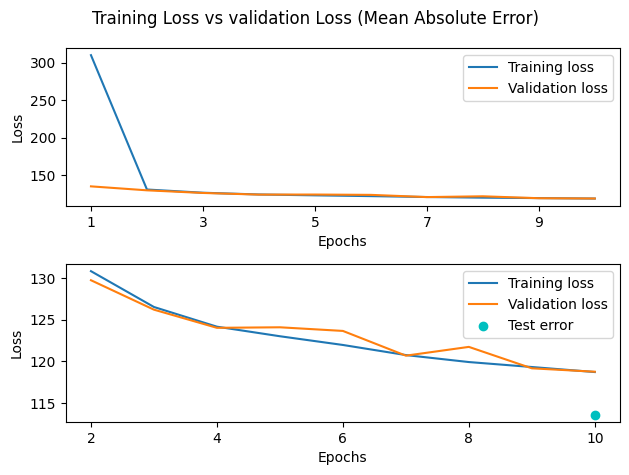 Training Loss vs validation Loss (Mean Absolute Error)
300
250
200
150
Loss
Training loss
Validation loss
1 3 5 7 9
Epochs
130
125
120
115
Loss
Training loss
Validation loss
Test error
2 4 6 8 10
Epochs